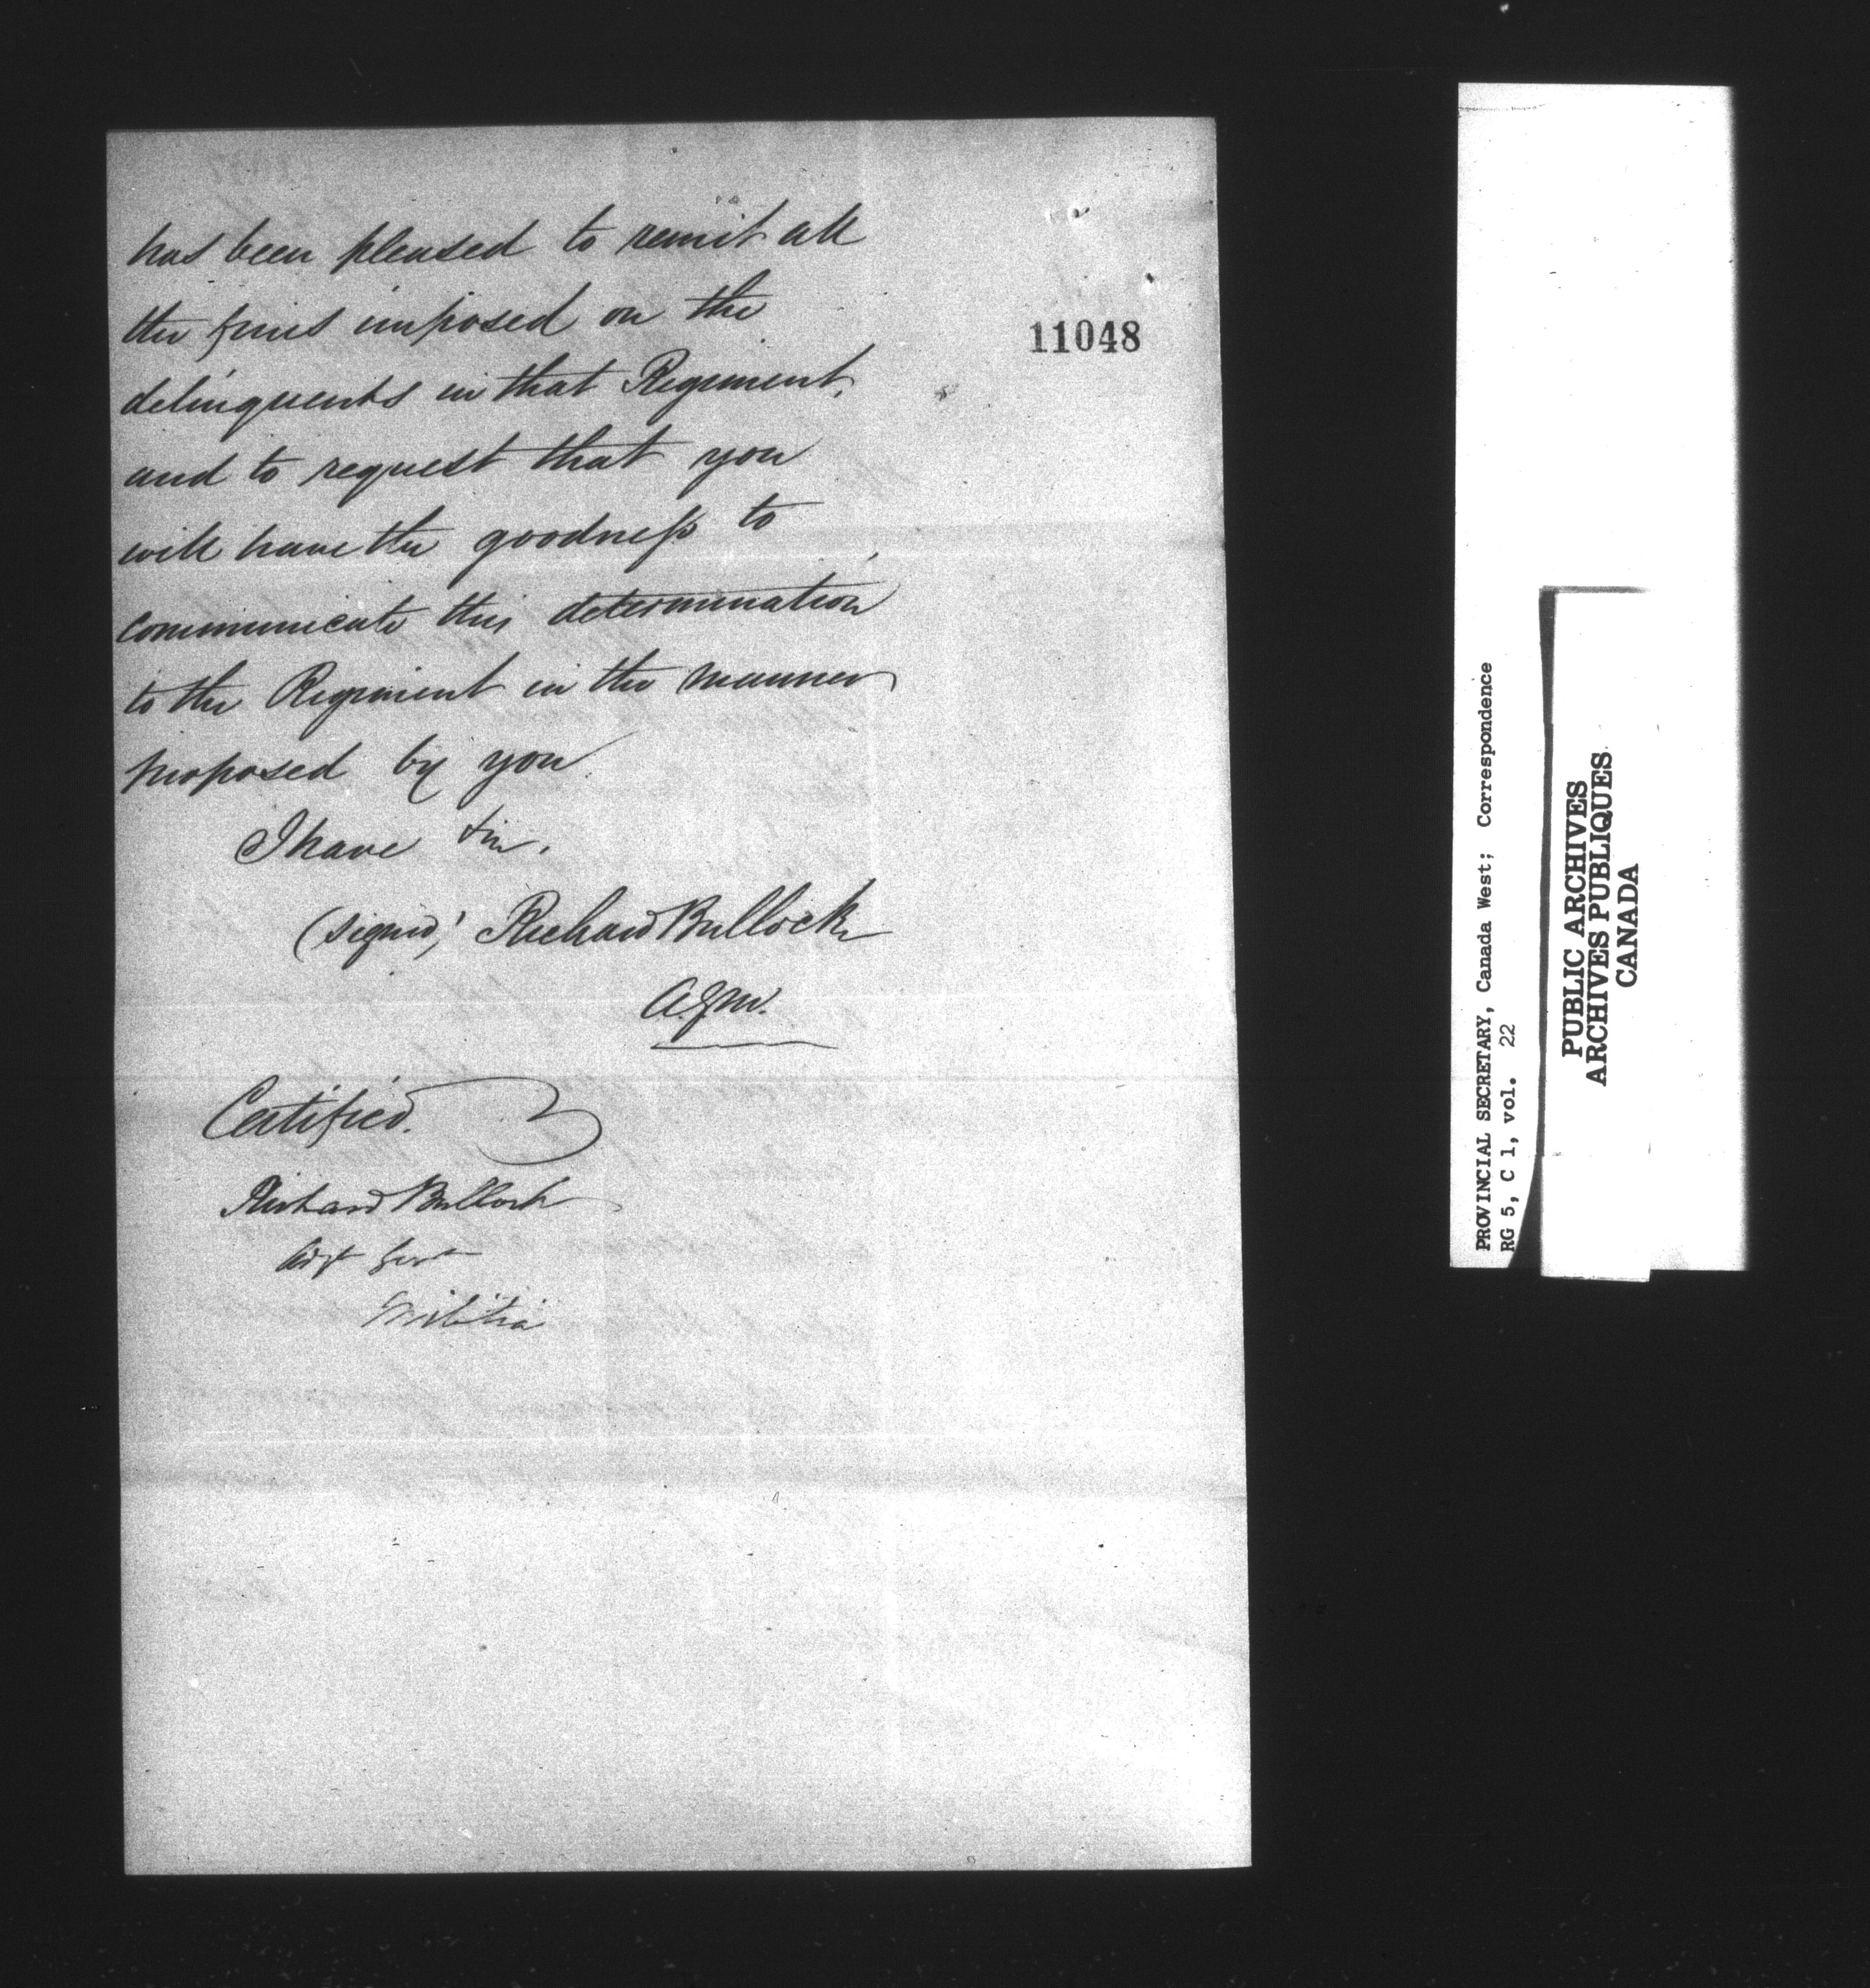 has been pleased to remit all
the fines imposed on the
delinquents in that Regiment,
and to request that you
will have the goodness to
communicate this determination
to the Regiment in the manner
proposed by you.
I have &c.
(signed) Richard Bullock
A.G.M.
Certified.
Richard Bullock
Adjt Genl
Militia
11048
PROVINCIAL SECRETARY, Canada West; Correspondence
RG 5, C 1, vol. 22
PUBLIC ARCHIVES
ARCHIVES PUBLIQUES
CANADA